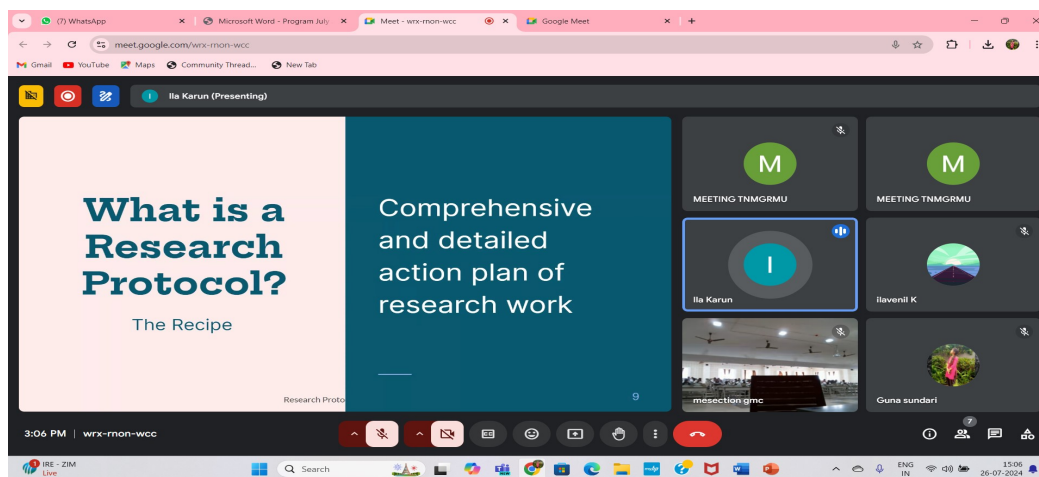 (7) WhatsApp
Microsoft Word - Program July
Meet - wrx-rnon-wcc
Google Meet
meet.google.com/wrx-rnon-wcc
Gmail
YouTube
Maps
Community Thread...
New Tab
I
Ila Karun (Presenting)
What is a
Research
Protocol?
The Recipe
Research Proto
Comprehensive
and detailed
action plan of
research work
9
M
MEETING TNMGRMU
M
MEETING TNMGRMU
I
Ila Karun
ilavenil K
mesection gmc
Guna sundari
3:06 PM | wrx-rnon-wcc
7
IRE - ZIM
Live
Search
ENG
IN
15:06
26-07-2024